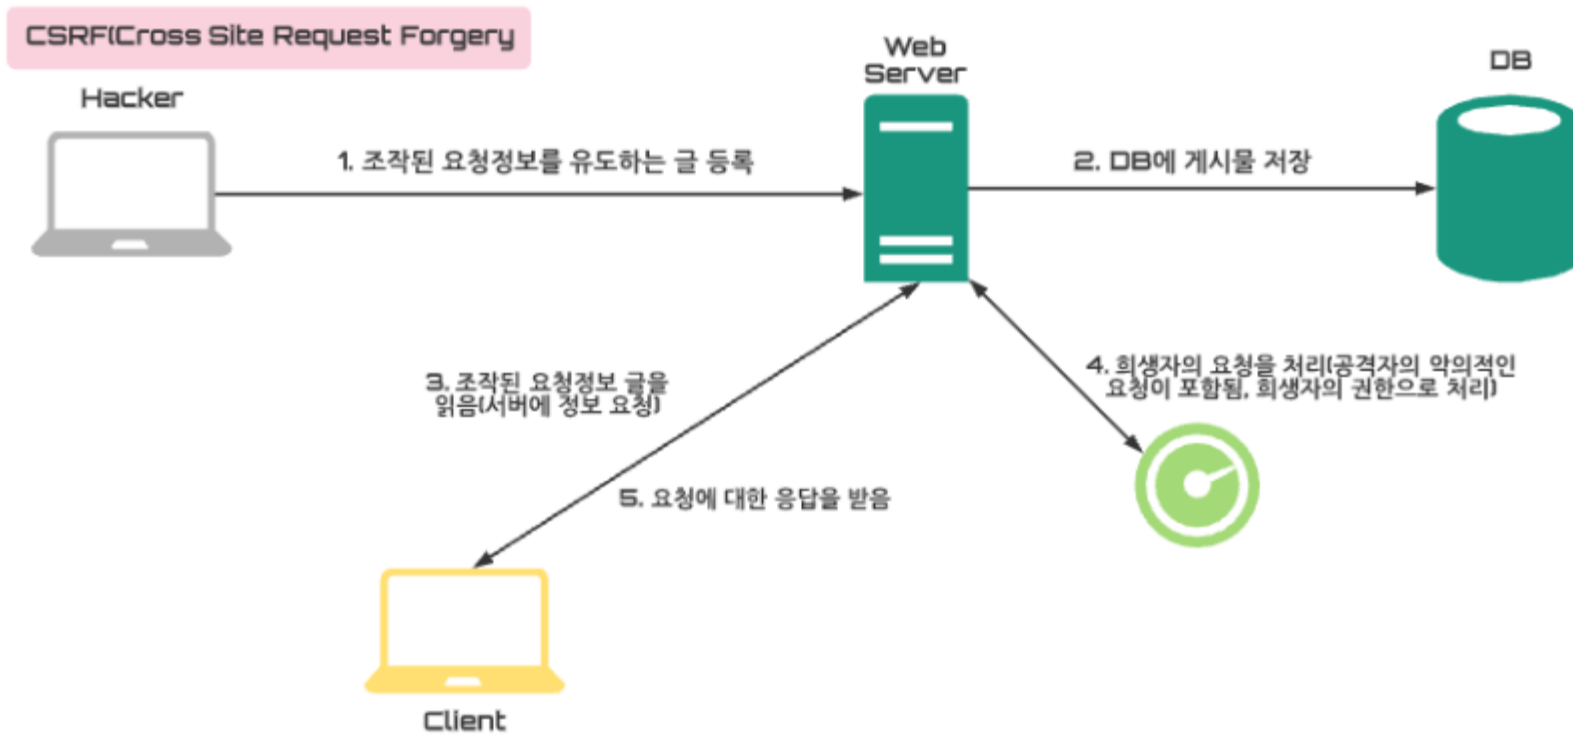 CSRF(Cross Site Request Forgery
Hacker
Web
Server
DB
1. 조작된 요청정보를 유도하는 글 등록
2. DB에 게시물 저장
3. 조작된 요청정보 글을
읽음(서버에 정보 요청)
4. 희생자의 요청을 처리(공격자의 악의적인
요청이 포함됨, 희생자의 권한으로 처리)
5. 요청에 대한 응답을 받음
Client